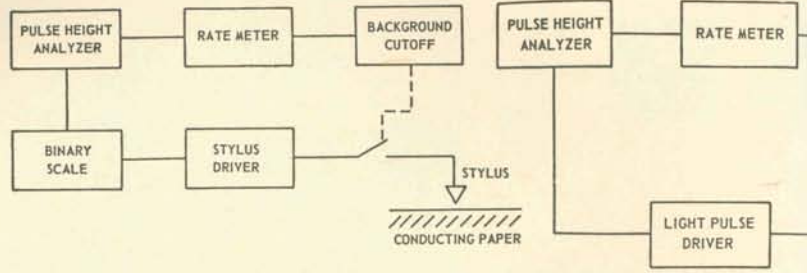 PULSE HEIGHT
ANALYZER
RATE METER
BACKGROUND
CUTOFF
BINARY
SCALE
STYLUS
DRIVER
STYLUS
CONDUCTING PAPER
PULSE HEIGHT
ANALYZER
RATE METER
LIGHT PULSE
DRIVER